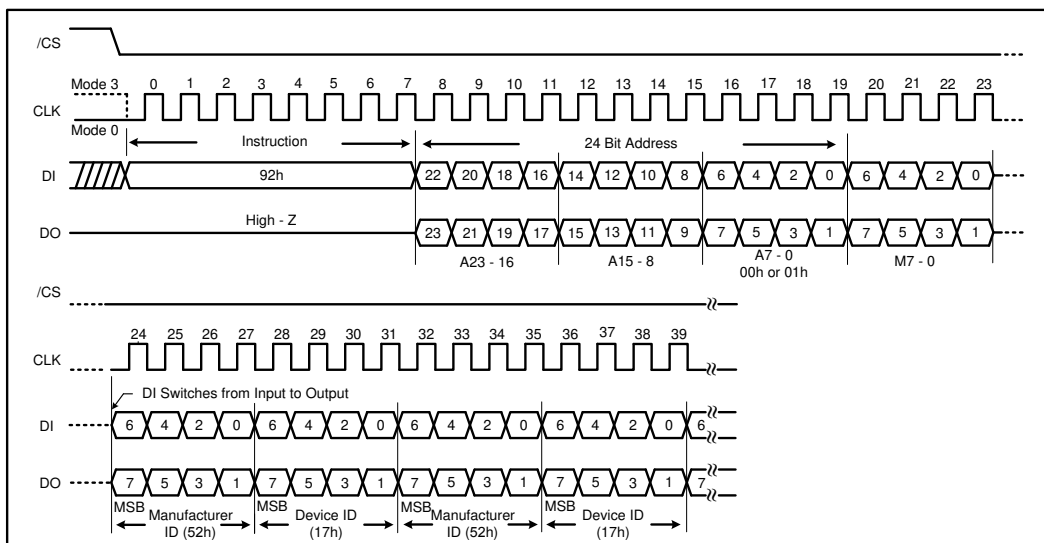 /CS
Mode 3 0 1 2 3 4 5 6 7 8 9 10 11 12 13 14 15 16 17 18 19 20 21 22 23
CLK
Mode 0
Instruction 24 Bit Address
DI 92h 22 20 18 16 14 12 10 8 6 4 2 0 6 4 2 0
DO High - Z 23 21 19 17 15 13 11 9 7 5 3 1 7 5 3 1
A23 - 16 A15 - 8 A7 - 0 M7 - 0
00h or 01h
/CS
24 25 26 27 28 29 30 31 32 33 34 35 36 37 38 39
CLK
DI Switches from Input to Output
DI 6 4 2 0 6 4 2 0 6 4 2 0 6 4 2 0 6
DO 7 5 3 1 7 5 3 1 7 5 3 1 7 5 3 1 7
MSB MSB MSB MSB
Manufacturer Device ID Manufacturer Device ID
ID (52h) (17h) ID (52h) (17h)